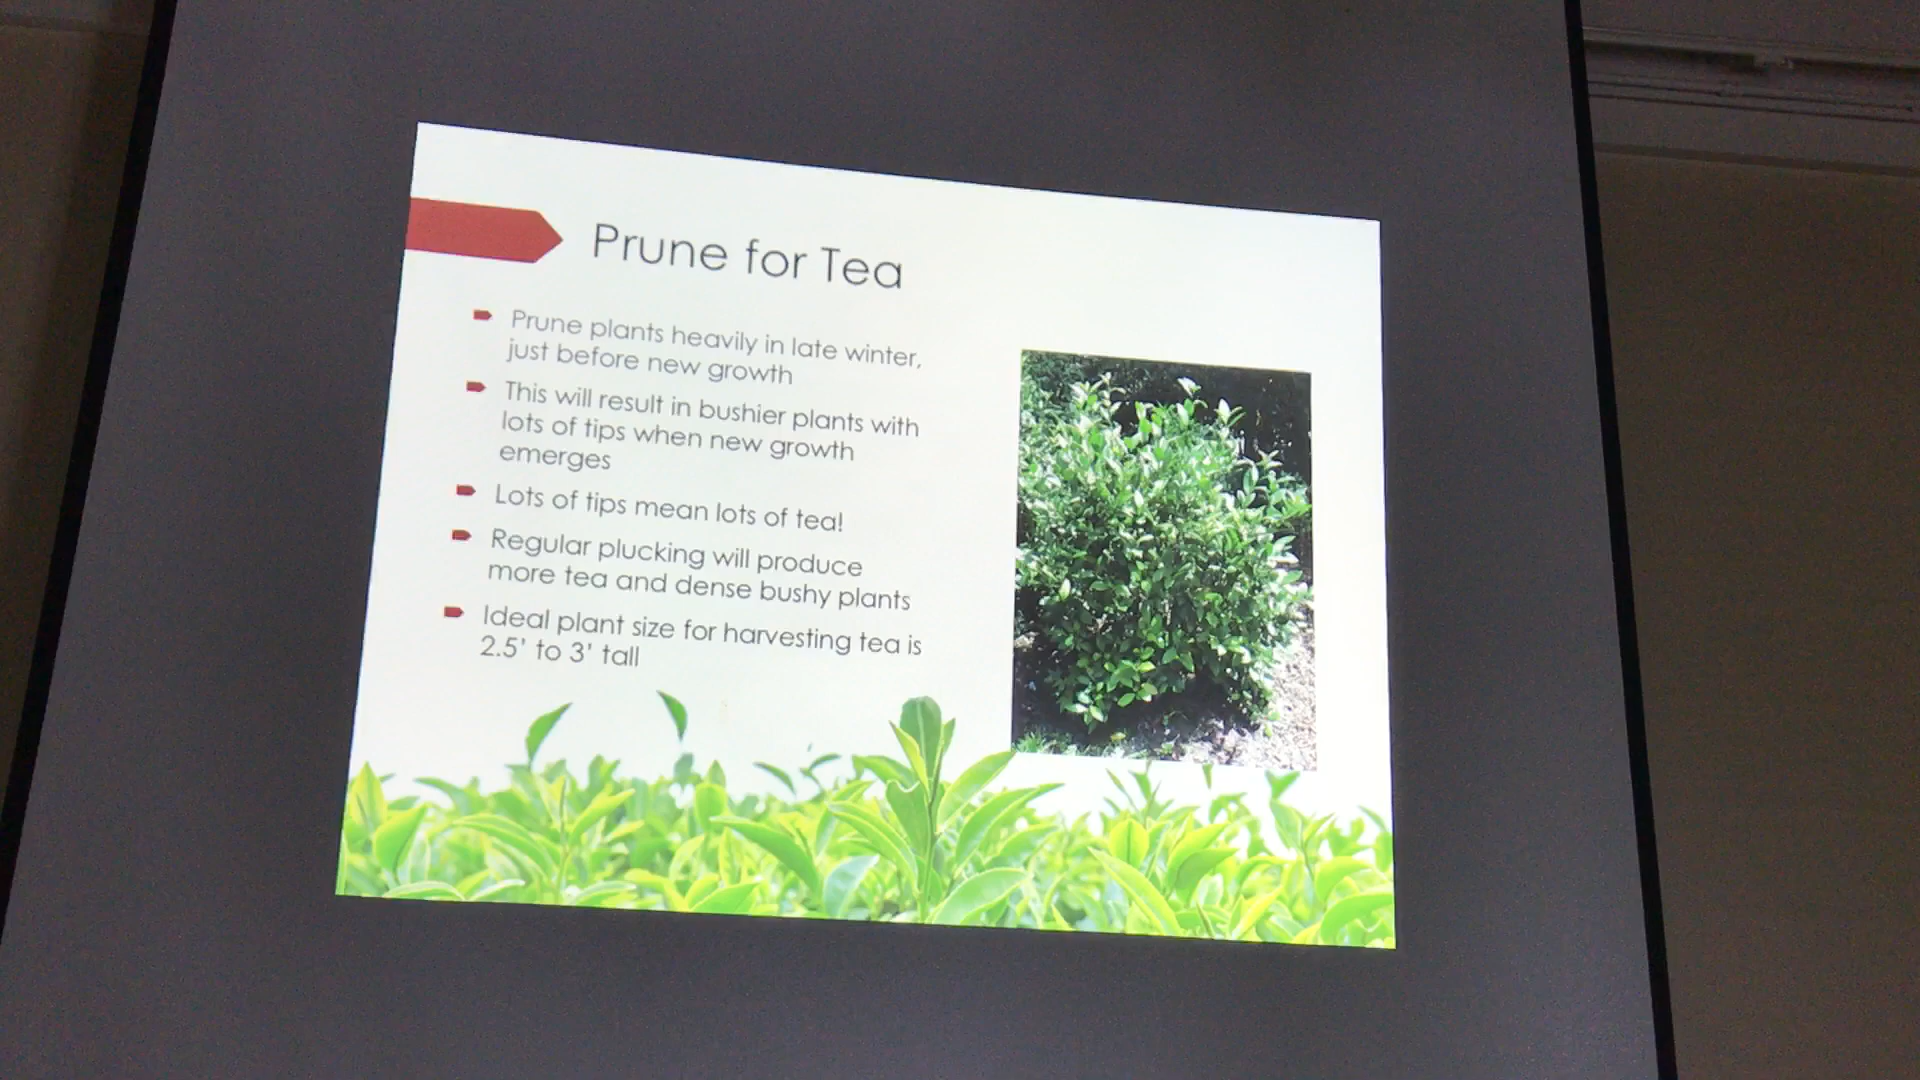 Prune for Tea
Prune plants heavily in late winter,
just before new growth
This will result in bushier plants with
lots of tips when new growth
emerges
Lots of tips mean lots of tea!
Regular plucking will produce
more tea and dense bushy plants
Ideal plant size for harvesting tea is
2.5' to 3' tall